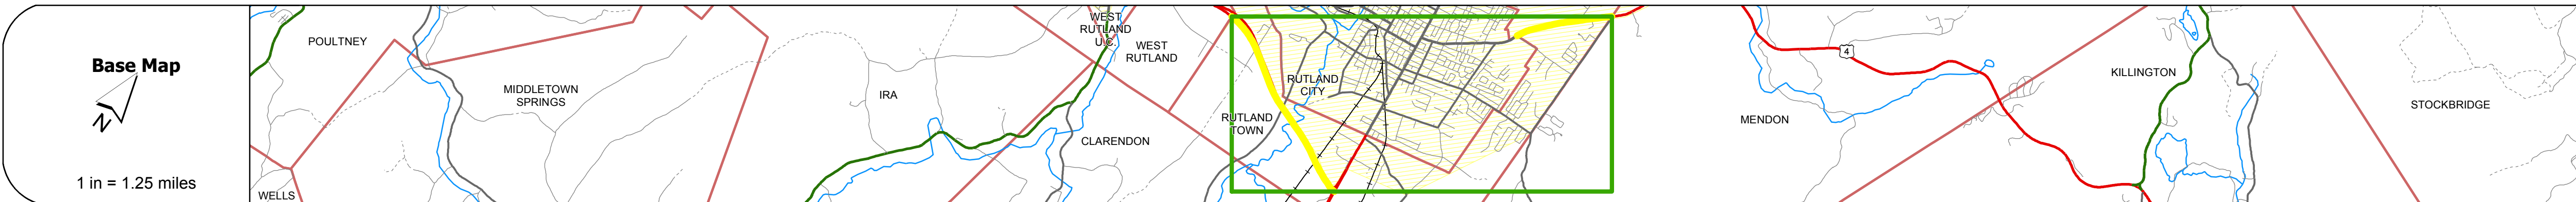 Base Map
N
1 in = 1.25 miles
POULTNEY
WELLS
MIDDLETOWN
SPRINGS
IRA
WEST
RUTLAND
U.C.
WEST
RUTLAND
CLARENDON
RUTLAND
TOWN
RUTLAND
CITY
MENDON
4
KILLINGTON
STOCKBRIDGE